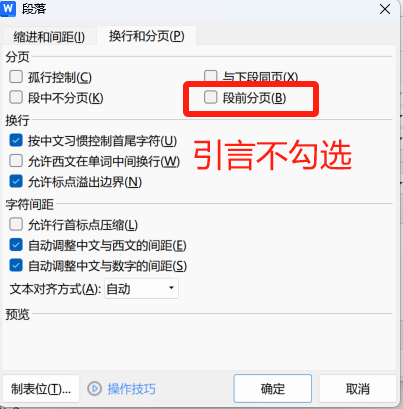 W 段落
缩进和间距(I) 换行和分页(P)
分页
孤行控制(C) 与下段同页(X)
段中不分页(K) 段前分页(B)
换行
按中文习惯控制首尾字符(U)
允许西文在单词中间换行(W)
允许标点溢出边界(N)
引言不勾选
字符间距
允许行首标点压缩(L)
自动调整中文与西文的间距(E)
自动调整中文与数字的间距(S)
文本对齐方式(A): 自动
预览
制表位(T)... 操作技巧 确定 取消